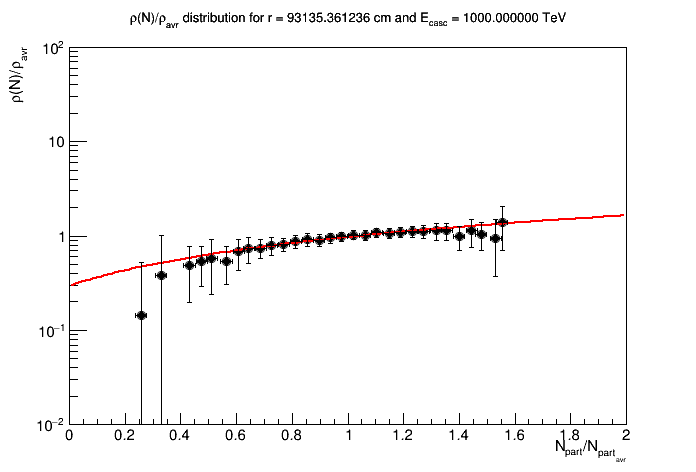 ρ(N)/ρavr distribution for r = 93135.361236 cm and Ecasc = 1000.000000 TeV
ρ(N)/ρavr
10²
10
1
10⁻¹
10⁻²
0 0.2 0.4 0.6 0.8 1 1.2 1.4 1.6 1.8 2
Npart/Npartavr